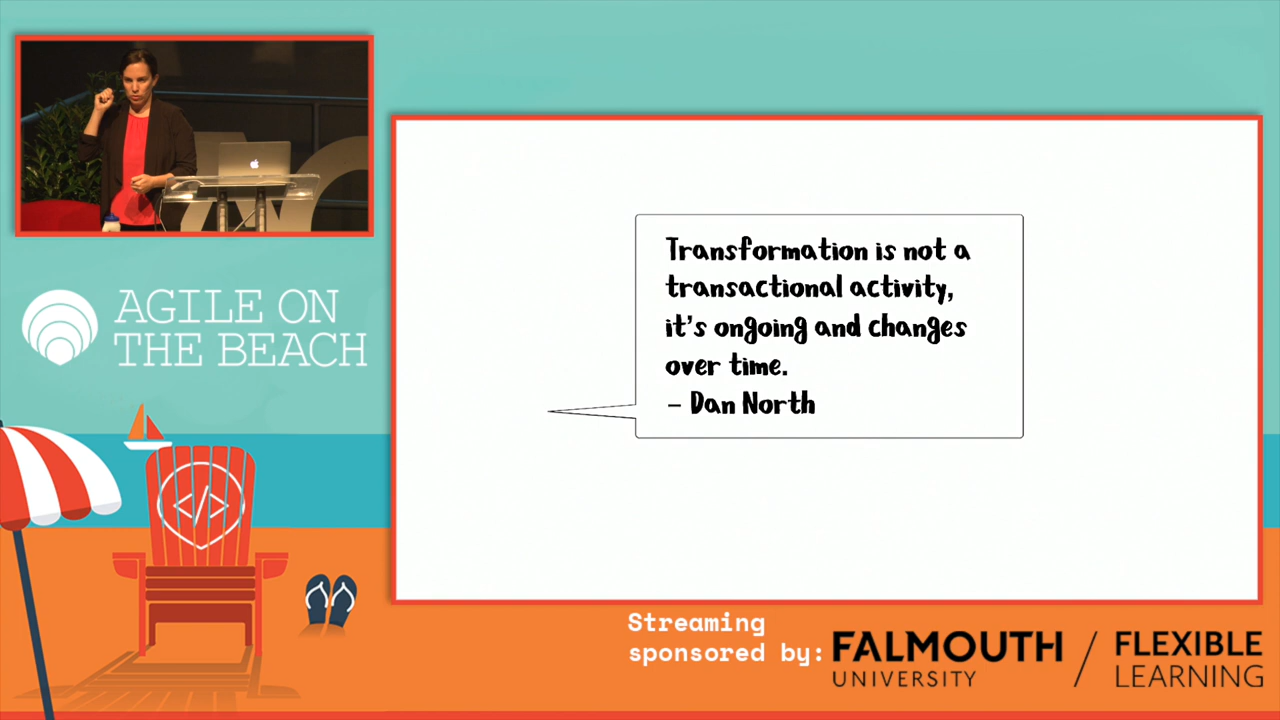 AGILE ON
THE BEACH
Transformation is not a
transactional activity,
it's ongoing and changes
over time.
– Dan North
</>
Streaming
sponsored by:
FALMOUTH
UNIVERSITY
/
FLEXIBLE
LEARNING